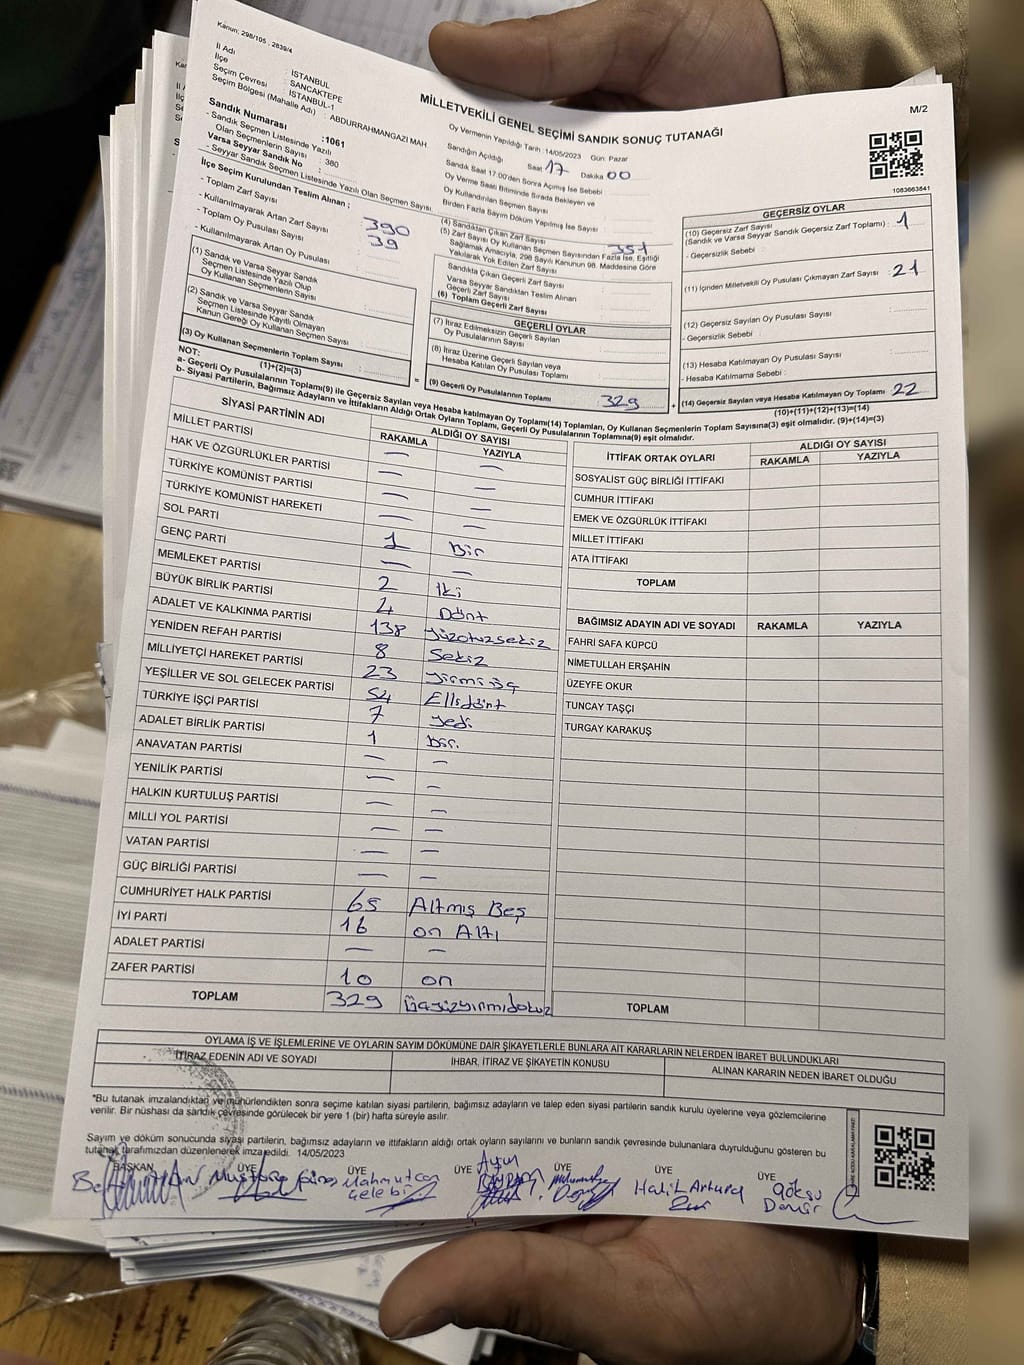 Kanun: 298/105 . 2839/4
M/2
İl Adı : İSTANBUL
İlçe : SANCAKTEPE
Seçim Çevresi : İSTANBUL-1
Seçim Bölgesi (Mahalle Adı) : ABDURRAHMANGAZI MAH.
MİLLETVEKİLİ GENEL SEÇİMİ SANDIK SONUÇ TUTANAĞI
Sandık Numarası :1061
- Sandık Seçmen Listesinde Yazılı
Olan Seçmenlerin Sayısı : 380
Varsa Seyyar Sandık No :
- Seyyar Sandık Seçmen Listesinde Yazılı Olan Seçmen Sayısı
Oy Vermenin Yapıldığı Tarih : 14/05/2023 Gün: Pazar
Sandığın Açıldığı Saat 17 Dakika 00
Sandık Saat 17.00'den Sonra Açılmış İse Sebebi :
Oy Verme Saati Bitiminde Sırada Bekleyen ve
Oy Kullandırılan Seçmen Sayısı
Birden Fazla Sayım Döküm Yapılmış İse Sayısı :
1083663841
İlçe Seçim Kurulundan Teslim Alınan ;
- Toplam Zarf Sayısı : 390
- Kullanılmayarak Artan Zarf Sayısı : 39
- Toplam Oy Pusulası Sayısı
- Kullanılmayarak Artan Oy Pusulası
(1) Sandık ve Varsa Seyyar Sandık
Seçmen Listesinde Yazılı Olup
Oy Kullanan Seçmenlerin Sayısı
(2) Sandık ve Varsa Seyyar Sandık
Seçmen Listesinde Kayıtlı Olmayan
Kanun Gereği Oy Kullanan Seçmen Sayısı
(3) Oy Kullanan Seçmenlerin Toplam Sayısı
(1)+(2)=(3)
(4) Sandıktan Çıkan Zarf Sayısı : 351
(5) Zarf Sayısı Oy Kullanan Seçmen Sayısından Fazla İse, Eşitliği
Sağlamak Amacıyla, 298 Sayılı Kanunun 98. Maddesine Göre
Yakılarak Yok Edilen Zarf Sayısı
Sandıkta Çıkan Geçerli Zarf Sayısı
Varsa Seyyar Sandıktan Teslim Alınan
Geçerli Zarf Sayısı
(6) Toplam Geçerli Zarf Sayısı
GEÇERLİ OYLAR
(7) İtiraz Edilmeksizin Geçerli Sayılan
Oy Pusulalarının Sayısı
(8) İtiraz Üzerine Geçerli Sayılan veya
Hesaba Katılan Oy Pusulası Toplamı
= (9) Geçerli Oy Pusulalarının Toplamı 329 +
GEÇERSİZ OYLAR
(10) Geçersiz Zarf Sayısı
(Sandık ve Varsa Seyyar Sandık Geçersiz Zarf Toplamı) : 1
- Geçersizlik Sebebi :
(11) İçinden Milletvekili Oy Pusulası Çıkmayan Zarf Sayısı : 21
(12) Geçersiz Sayılan Oy Pusulası Sayısı
- Geçersizlik Sebebi :
(13) Hesaba Katılmayan Oy Pusulası Sayısı
- Hesaba Katılmama Sebebi :
(14) Geçersiz Sayılan veya Hesaba Katılmayan Oy Toplamı 22
(10)+(11)+(12)+(13)=(14)
NOT:
a- Geçerli Oy Pusulalarının Toplamı(9) ile Geçersiz Sayılan veya Hesaba katılmayan Oy Toplamı(14) Toplamları, Oy Kullanan Seçmenlerin Toplam Sayısına(3) eşit olmalıdır. (9)+(14)=(3)
b- Siyasi Partilerin, Bağımsız Adayların ve İttifakların Aldığı Ortak Oyların Toplamı, Geçerli Oy Pusulalarının Toplamına(9) eşit olmalıdır.
SİYASİ PARTİNİN ADI ALDIĞI OY SAYISI
RAKAMLA YAZIYLA
MİLLET PARTİSİ — —
HAK VE ÖZGÜRLÜKLER PARTİSİ — —
TÜRKİYE KOMÜNİST PARTİSİ — —
TÜRKİYE KOMÜNİST HAREKETİ — —
SOL PARTİ 1 Bir
GENÇ PARTİ — —
MEMLEKET PARTİSİ 2 İki
BÜYÜK BİRLİK PARTİSİ 4 Dört
ADALET VE KALKINMA PARTİSİ 138 yüzotuzsekiz
YENİDEN REFAH PARTİSİ 8 Sekiz
MİLLİYETÇİ HAREKET PARTİSİ 23 yirmiüç
YEŞİLLER VE SOL GELECEK PARTİSİ 54 Ellidört
TÜRKİYE İŞÇİ PARTİSİ 7 yedi
ADALET BİRLİK PARTİSİ 1 bir.
ANAVATAN PARTİSİ — —
YENİLİK PARTİSİ — —
HALKIN KURTULUŞ PARTİSİ — —
MİLLİ YOL PARTİSİ — —
VATAN PARTİSİ — —
GÜÇ BİRLİĞİ PARTİSİ — —
CUMHURİYET HALK PARTİSİ 65 Altmış Beş
İYİ PARTİ 16 on Altı
ADALET PARTİSİ — —
ZAFER PARTİSİ 10 on
TOPLAM 329 üçyüzyirmidokuz
İTTİFAK ORTAK OYLARI ALDIĞI OY SAYISI
RAKAMLA YAZIYLA
SOSYALİST GÜÇ BİRLİĞİ İTTİFAKI
CUMHUR İTTİFAKI
EMEK VE ÖZGÜRLÜK İTTİFAKI
MİLLET İTTİFAKI
ATA İTTİFAKI
TOPLAM
BAĞIMSIZ ADAYIN ADI VE SOYADI RAKAMLA YAZIYLA
FAHRİ SAFA KÜPCÜ
NİMETULLAH ERŞAHİN
ÜZEYFE OKUR
TUNCAY TAŞÇI
TURGAY KARAKUŞ
TOPLAM
OYLAMA İŞ VE İŞLEMLERİNE VE OYLARIN SAYIM DÖKÜMÜNE DAİR ŞİKAYETLERLE BUNLARA AİT KARARLARIN NELERDEN İBARET BULUNDUKLARI
İTİRAZ EDENİN ADI VE SOYADI İHBAR, İTİRAZ VE ŞİKAYETİN KONUSU ALINAN KARARIN NEDEN İBARET OLDUĞU
*Bu tutanak imzalandıktan ve mühürlendikten sonra seçime katılan siyasi partilerin, bağımsız adayların ve talep eden siyasi partilerin sandık kurulu üyelerine veya gözlemcilerine
verilir. Bir nüshası da sandık çevresinde görülecek bir yere 1 (bir) hafta süreyle asılır.
Sayım ve döküm sonucunda siyasi partilerin, bağımsız adayların ve ittifakların aldığı ortak oyların sayılarını ve bunların sandık çevresinde bulunanlara duyrulduğunu gösteren bu
tutanak tarafımızdan düzenlenerek imza edildi. 14/05/2023
BAŞKAN ÜYE ÜYE ÜYE ÜYE ÜYE ÜYE
Mahmutcan Çelebi
Halit
Göksu Demir